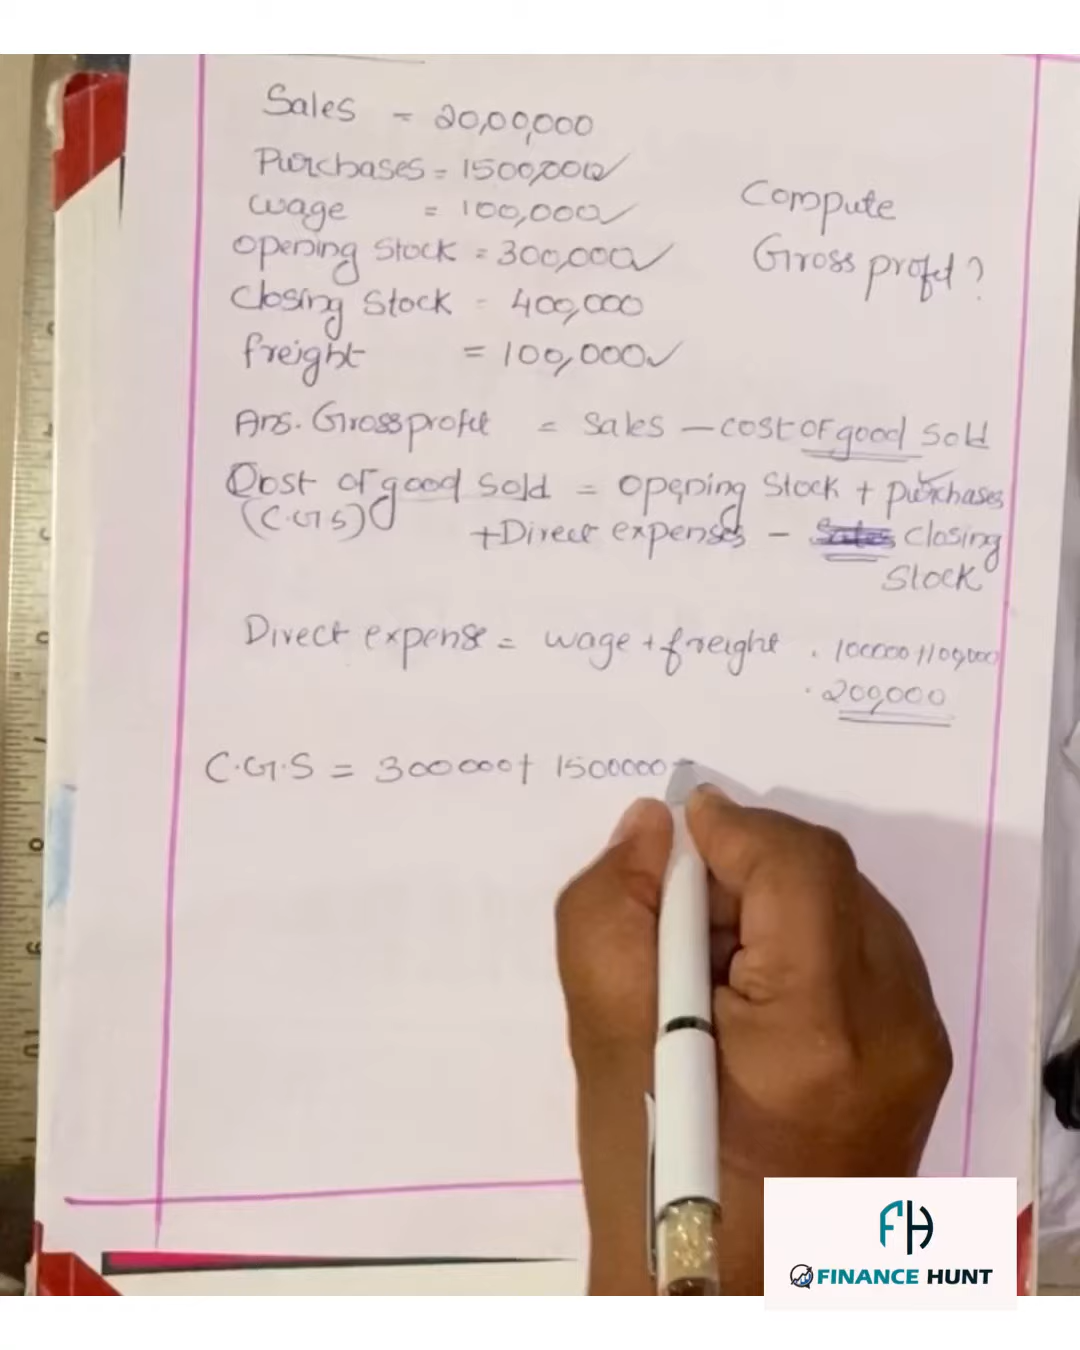 Sales = 20,00,000
Purchases = 1500,000
wage = 100,000
opening Stock = 300,000
Closing Stock = 400,000
freight = 100,000
Compute
Gross profit?
Ans. Gross profit = Sales - cost of good sold
Cost of good sold = opening Stock + purchases
(C.G.S) + Direct expenses - Sales closing
Stock
Direct expense = wage + freight = 100000 + 100,000
= 200,000
C.G.S = 300000 + 1500000
FH
FINANCE HUNT